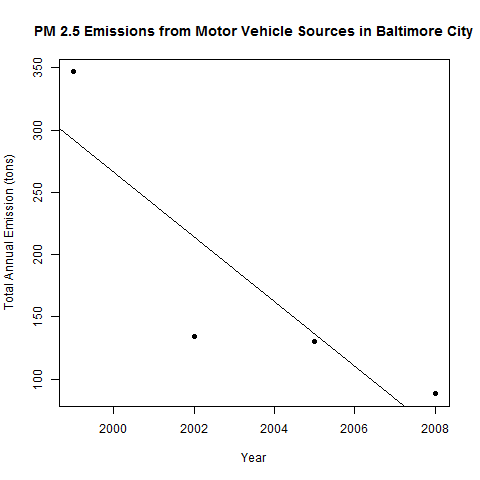 PM 2.5 Emissions from Motor Vehicle Sources in Baltimore City
Total Annual Emission (tons)
350
300
250
200
150
100
2000 2002 2004 2006 2008
Year